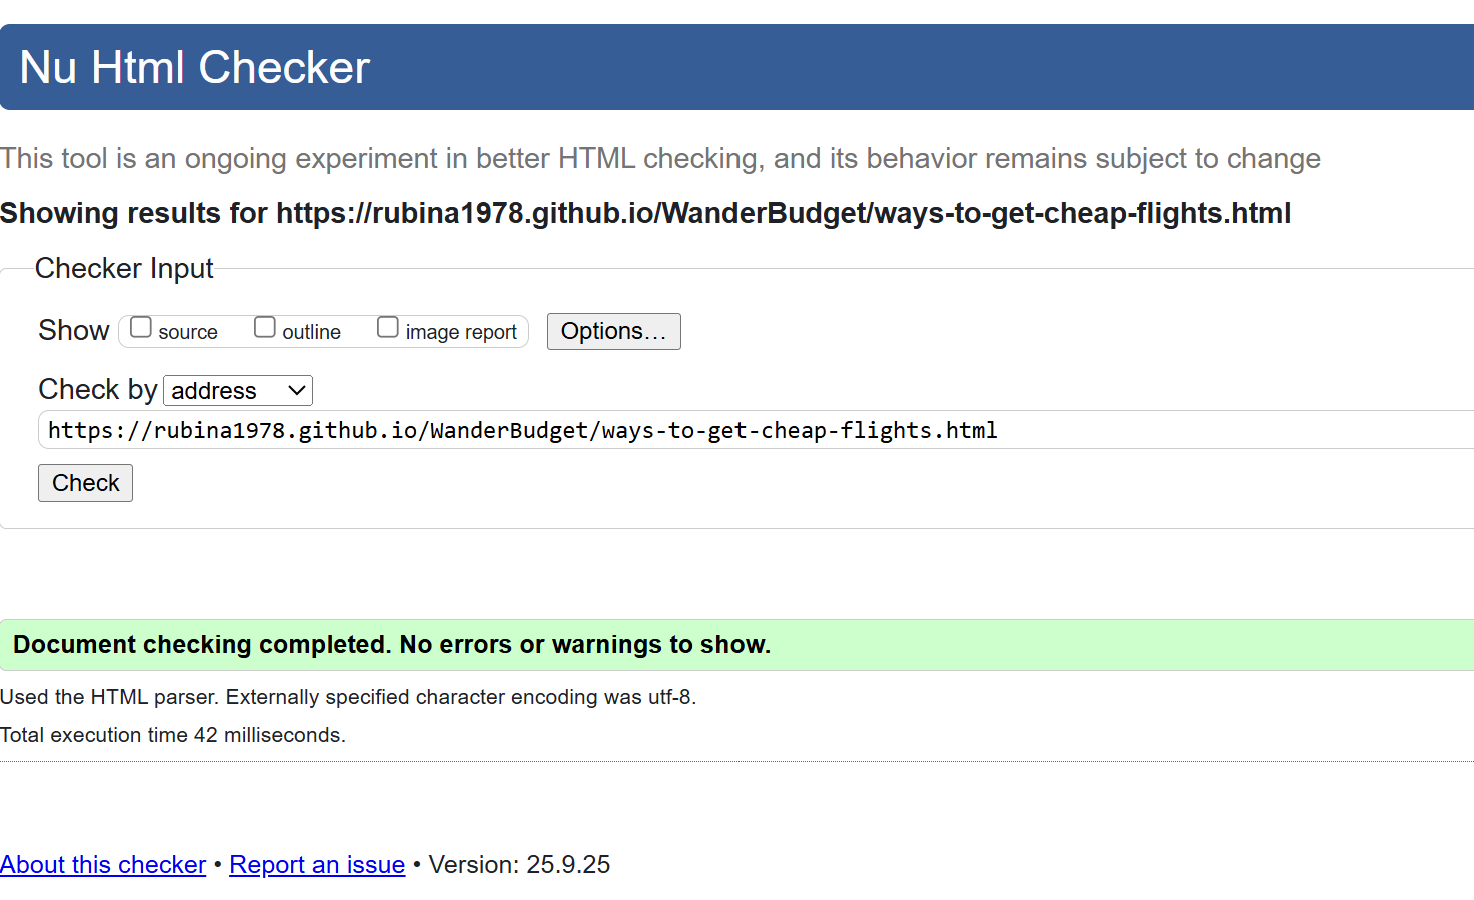 Nu Html Checker
This tool is an ongoing experiment in better HTML checking, and its behavior remains subject to change
Showing results for https://rubina1978.github.io/WanderBudget/ways-to-get-cheap-flights.html
Checker Input
Show source outline image report Options…
Check by address
https://rubina1978.github.io/WanderBudget/ways-to-get-cheap-flights.html
Check
Document checking completed. No errors or warnings to show.
Used the HTML parser. Externally specified character encoding was utf-8.
Total execution time 42 milliseconds.
About this checker • Report an issue • Version: 25.9.25